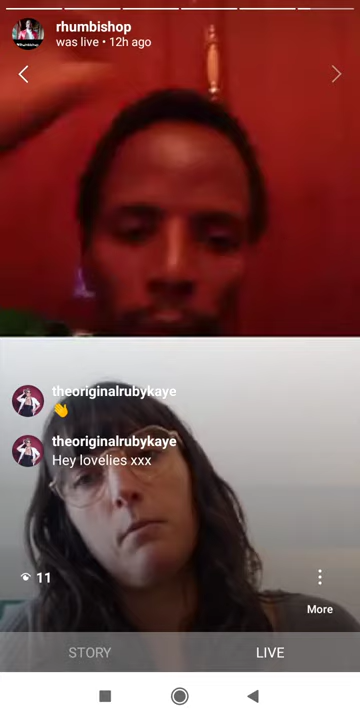 rhumbishop
was live • 12h ago
theoriginalrubykaye
👋
theoriginalrubykaye
Hey lovelies xxx
11
More
STORY
LIVE